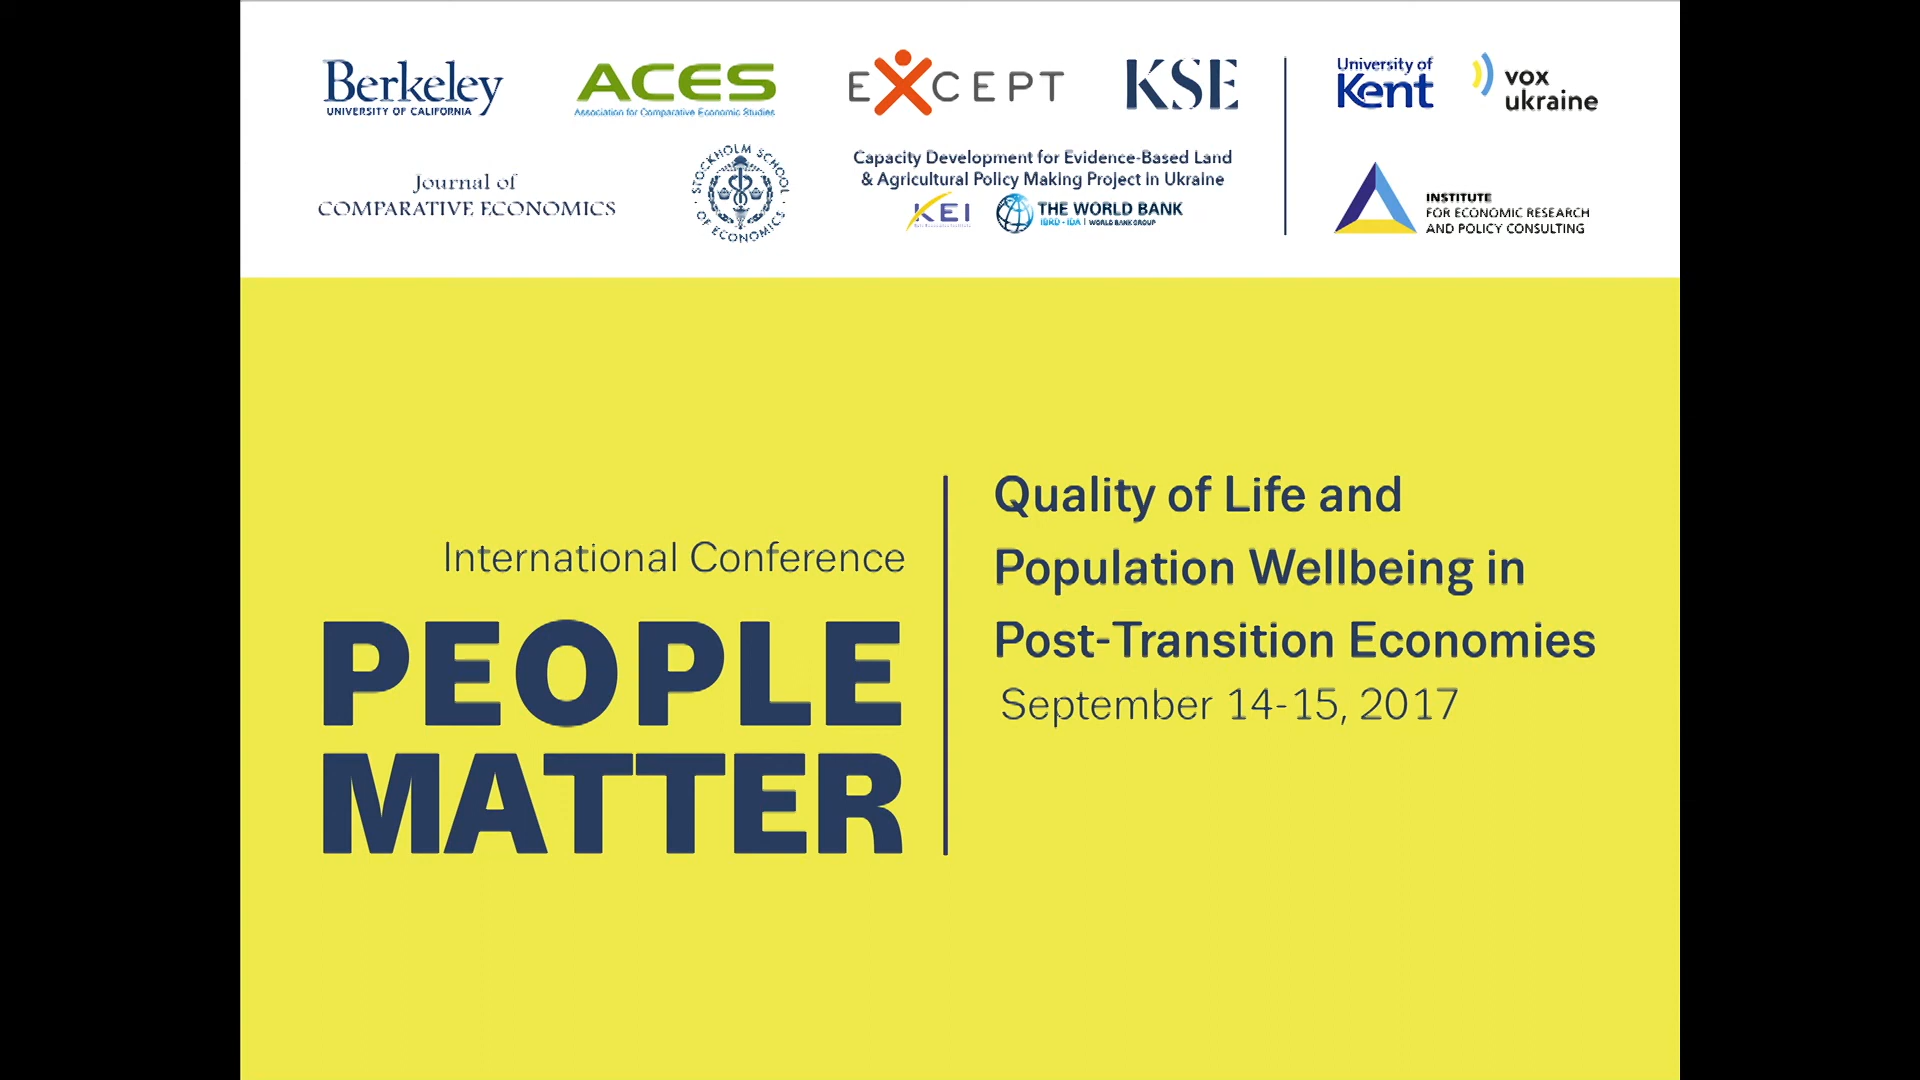 Berkeley
UNIVERSITY OF CALIFORNIA
ACES
Association for Comparative Economic Studies
EXCEPT
KSE
University of
Kent
vox
ukraine
Journal of
COMPARATIVE ECONOMICS
STOCKHOLM SCHOOL
OF ECONOMICS
Capacity Development for Evidence-Based Land
& Agricultural Policy Making Project in Ukraine
KEI
THE WORLD BANK
IBRD - IDA | WORLD BANK GROUP
INSTITUTE
FOR ECONOMIC RESEARCH
AND POLICY CONSULTING
International Conference
PEOPLE
MATTER
Quality of Life and
Population Wellbeing in
Post-Transition Economies
September 14-15, 2017